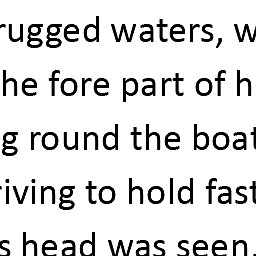 rugged waters, w
he fore part of h
g round the boat
riving to hold fast
s head was seen,